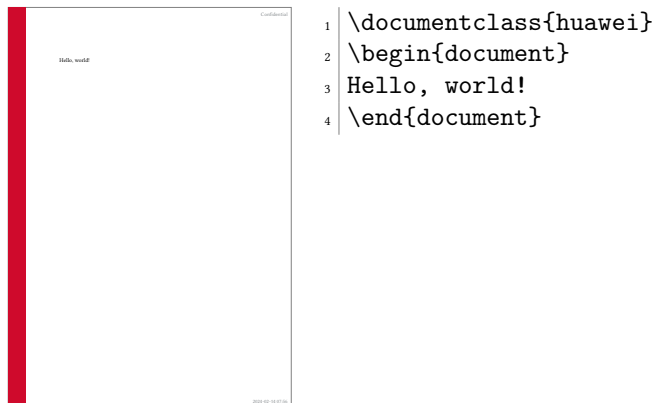 Confidential
Hello, world!
1 \documentclass{huawei}
2 \begin{document}
3 Hello, world!
4 \end{document}